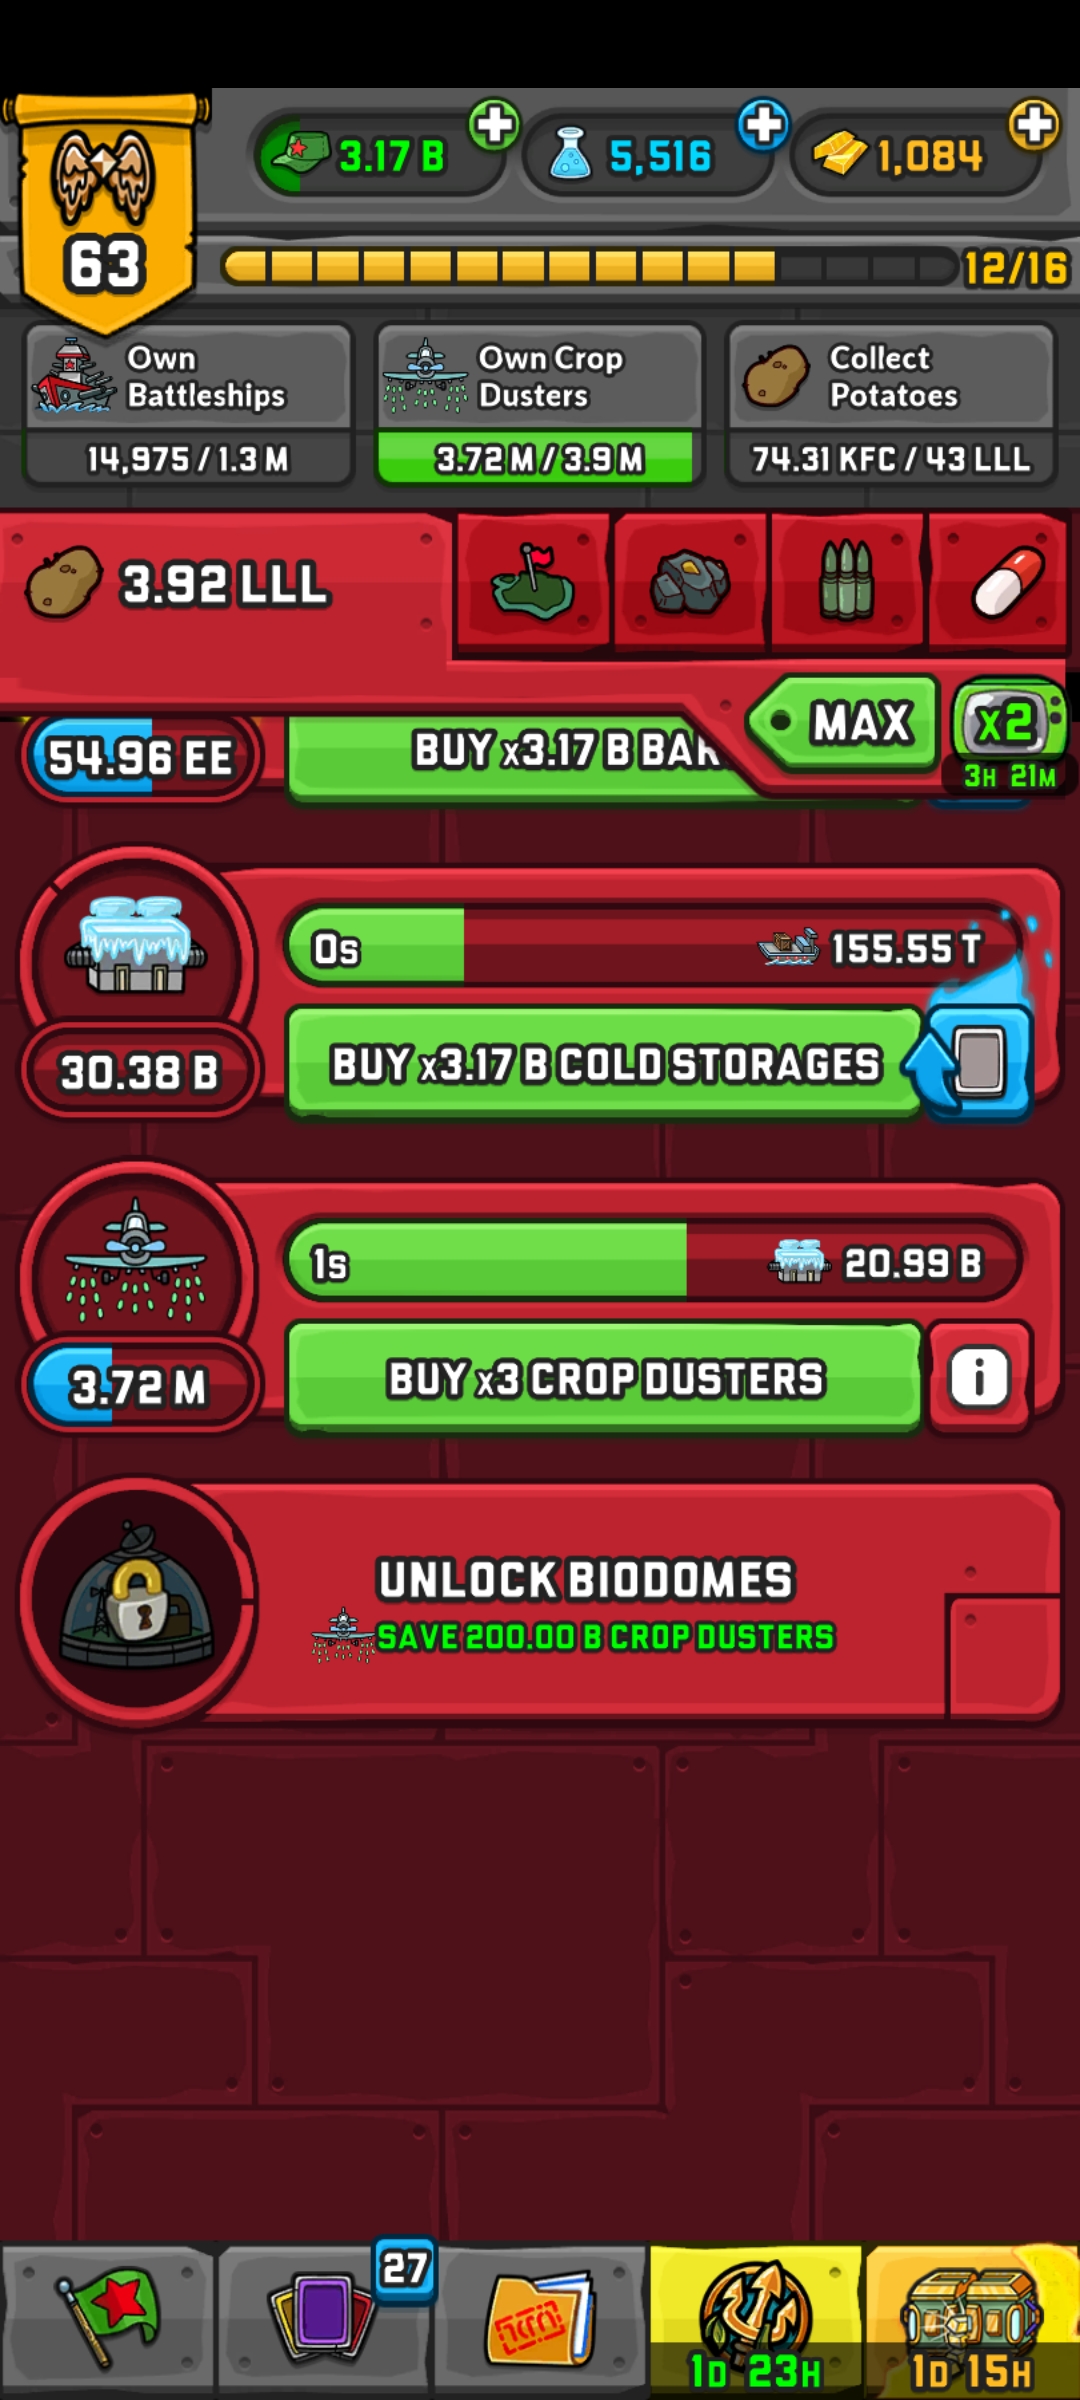 3.17 B
5,516
1,084
63
12/16
Own
Battleships
14,975 / 1.3 M
Own Crop
Dusters
3.72 M / 3.9 M
Collect
Potatoes
74.31 KFC / 43 LLL
3.92 LLL
MAX
x2
3H 21M
54.96 EE
BUY x3.17 B BAR
0s
155.55 T
30.38 B
BUY x3.17 B COLD STORAGES
1s
20.99 B
3.72 M
BUY x3 CROP DUSTERS
i
UNLOCK BIODOMES
SAVE 200.00 B CROP DUSTERS
27
1D 23H
1D 15H